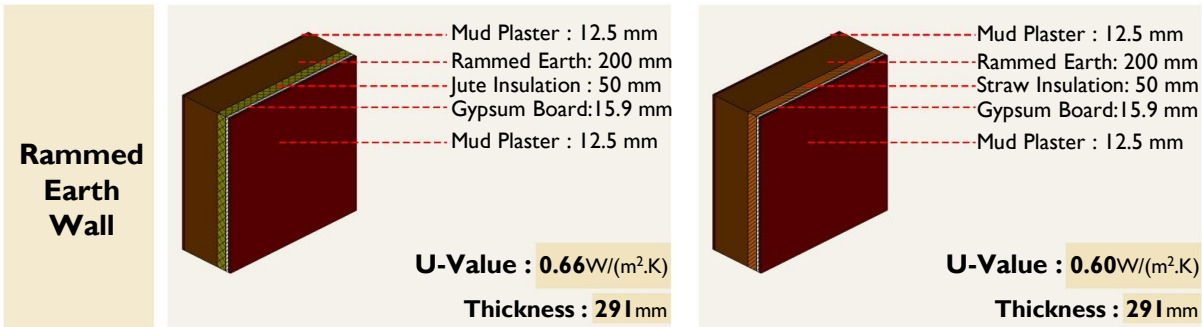 Rammed
Earth
Wall
Mud Plaster : 12.5 mm
Rammed Earth: 200 mm
Jute Insulation : 50 mm
Gypsum Board:15.9 mm
Mud Plaster : 12.5 mm
U-Value : 0.66W/(m².K)
Thickness : 291mm
Mud Plaster : 12.5 mm
Rammed Earth: 200 mm
Straw Insulation: 50 mm
Gypsum Board:15.9 mm
Mud Plaster : 12.5 mm
U-Value : 0.60W/(m².K)
Thickness : 291mm